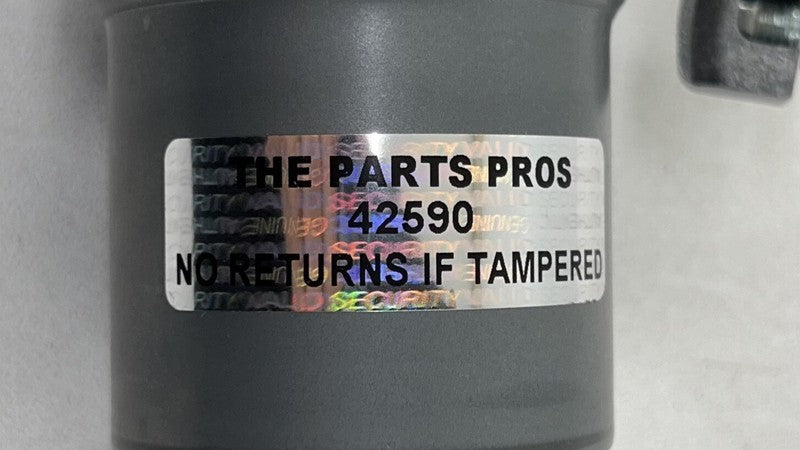 THE PARTS PROS
42590
NO RETURNS IF TAMPERED